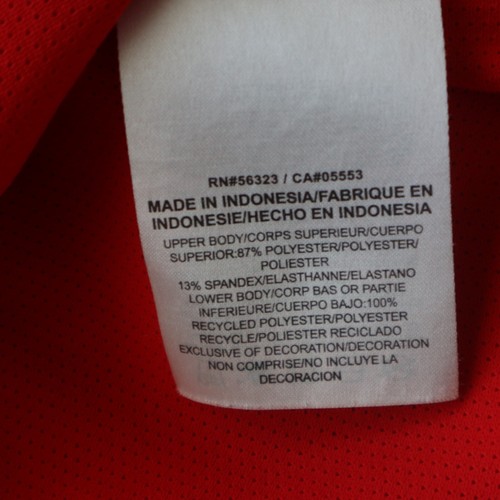 RN#56323 / CA#05553
MADE IN INDONESIA/FABRIQUE EN
INDONESIE/HECHO EN INDONESIA
UPPER BODY/CORPS SUPERIEUR/CUERPO
SUPERIOR:87% POLYESTER/POLYESTER/
POLIESTER
13% SPANDEX/ELASTHANNE/ELASTANO
LOWER BODY/CORP BAS OR PARTIE
INFERIEURE/CUERPO BAJO:100%
RECYCLED POLYESTER/POLYESTER
RECYCLE/POLIESTER RECICLADO
EXCLUSIVE OF DECORATION/DECORATION
NON COMPRISE/NO INCLUYE LA
DECORACION